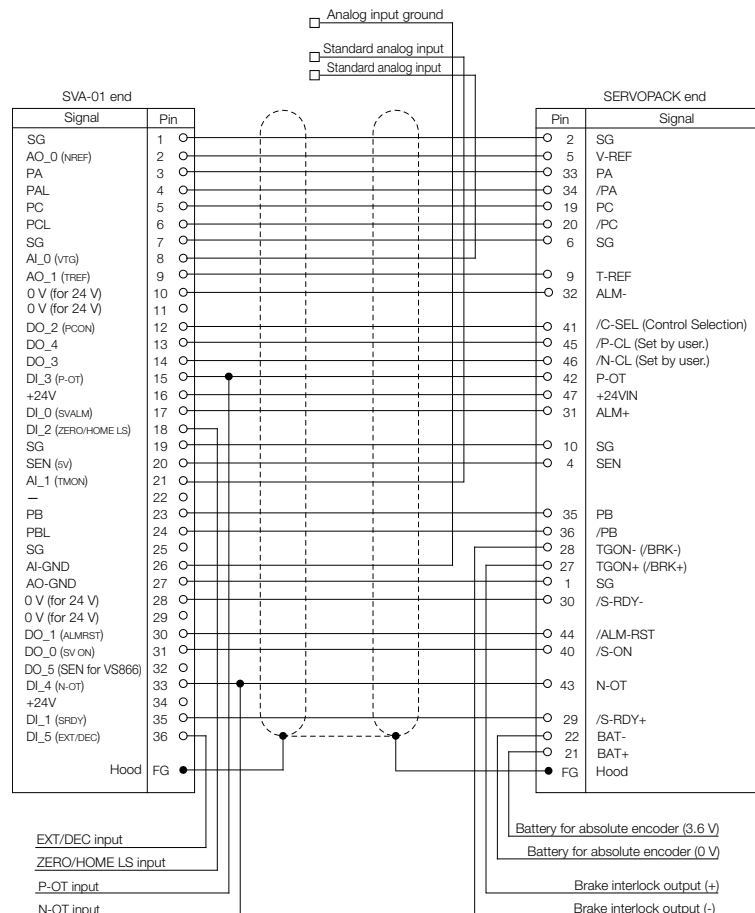 Analog input ground
Standard analog input
Standard analog input
SVA-01 end
SERVOPACK end
Signal Pin
Pin Signal
SG 1 2 SG
AO_0 (NREF) 2 5 V-REF
PA 3 33 PA
PAL 4 34 /PA
PC 5 19 PC
PCL 6 20 /PC
SG 7 6 SG
AI_0 (VTG) 8
AO_1 (TREF) 9 9 T-REF
0 V (for 24 V) 10 32 ALM-
0 V (for 24 V) 11
DO_2 (PCON) 12 41 /C-SEL (Control Selection)
DO_4 13 45 /P-CL (Set by user.)
DO_3 14 46 /N-CL (Set by user.)
DI_3 (P-OT) 15 42 P-OT
+24V 16 47 +24VIN
DI_0 (SVALM) 17 31 ALM+
DI_2 (ZERO/HOME LS) 18
SG 19 10 SG
SEN (5V) 20 4 SEN
AI_1 (TMON) 21
– 22
PB 23 35 PB
PBL 24 36 /PB
SG 25 28 TGON- (/BRK-)
AI-GND 26 27 TGON+ (/BRK+)
AO-GND 27 1 SG
0 V (for 24 V) 28 30 /S-RDY-
0 V (for 24 V) 29
DO_1 (ALMRST) 30 44 /ALM-RST
DO_0 (SV ON) 31 40 /S-ON
DO_5 (SEN for VS866) 32
DI_4 (N-OT) 33 43 N-OT
+24V 34
DI_1 (SRDY) 35 29 /S-RDY+
DI_5 (EXT/DEC) 36 22 BAT-
21 BAT+
Hood FG FG Hood
EXT/DEC input
ZERO/HOME LS input
P-OT input
N-OT input
Battery for absolute encoder (3.6 V)
Battery for absolute encoder (0 V)
Brake interlock output (+)
Brake interlock output (-)